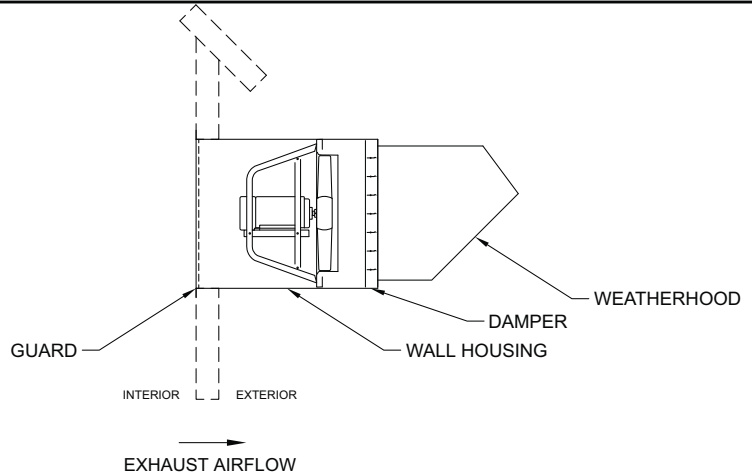 WEATHERHOOD
DAMPER
GUARD
WALL HOUSING
INTERIOR
EXTERIOR
EXHAUST AIRFLOW